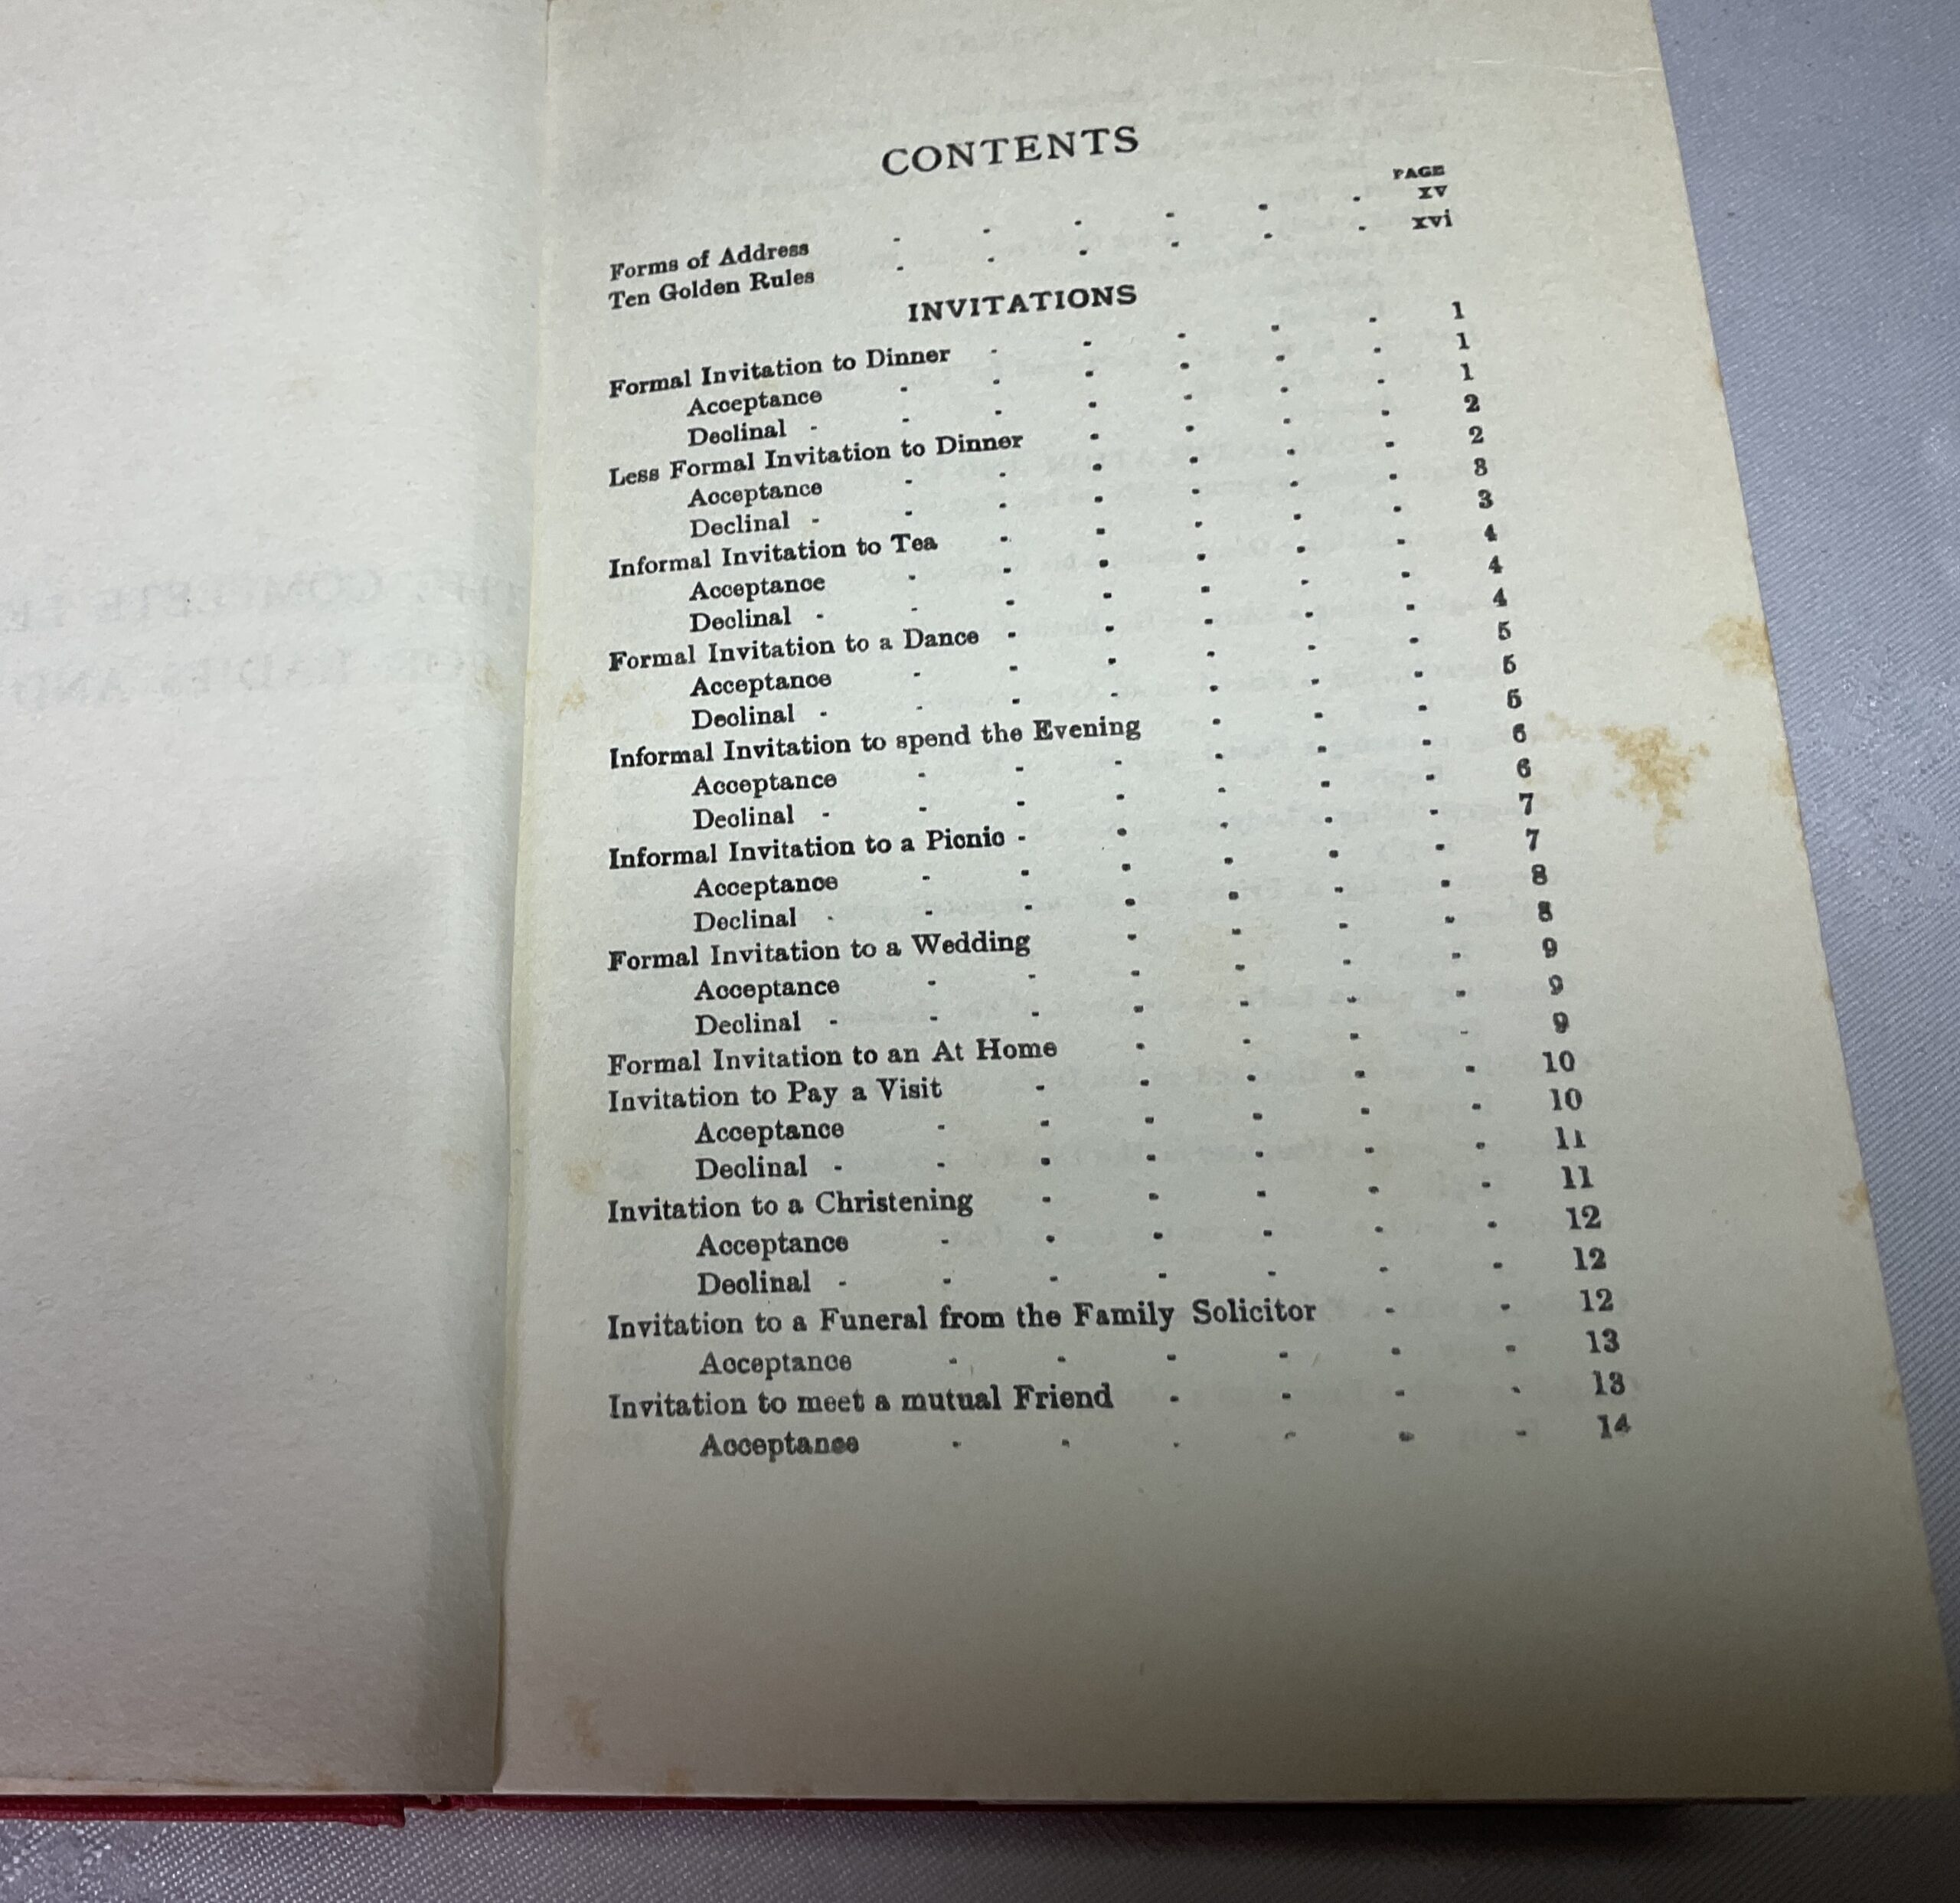 CONTENTS
PAGE
Forms of Address - - - - - - xv
Ten Golden Rules - - - - - - xvi
INVITATIONS
Formal Invitation to Dinner - - - - - 1
Acceptance - - - - - - 1
Declinal - - - - - - - 1
Less Formal Invitation to Dinner - - - - 2
Acceptance - - - - - - 2
Declinal - - - - - - - 3
Informal Invitation to Tea - - - - - 3
Acceptance - - - - - - 4
Declinal - - - - - - - 4
Formal Invitation to a Dance - - - - - 4
Acceptance - - - - - - 5
Declinal - - - - - - - 5
Informal Invitation to spend the Evening - - - 5
Acceptance - - - - - - 6
Declinal - - - - - - - 6
Informal Invitation to a Picnic - - - - - 7
Acceptance - - - - - - 7
Declinal - - - - - - - 8
Formal Invitation to a Wedding - - - - 8
Acceptance - - - - - - 9
Declinal - - - - - - - 9
Formal Invitation to an At Home - - - - 9
Invitation to Pay a Visit - - - - - 10
Acceptance - - - - - - 10
Declinal - - - - - - - 11
Invitation to a Christening - - - - - 11
Acceptance - - - - - - 12
Declinal - - - - - - - 12
Invitation to a Funeral from the Family Solicitor - - 12
Acceptance - - - - - - 13
Invitation to meet a mutual Friend - - - - 13
Acceptance - - - - - - 14